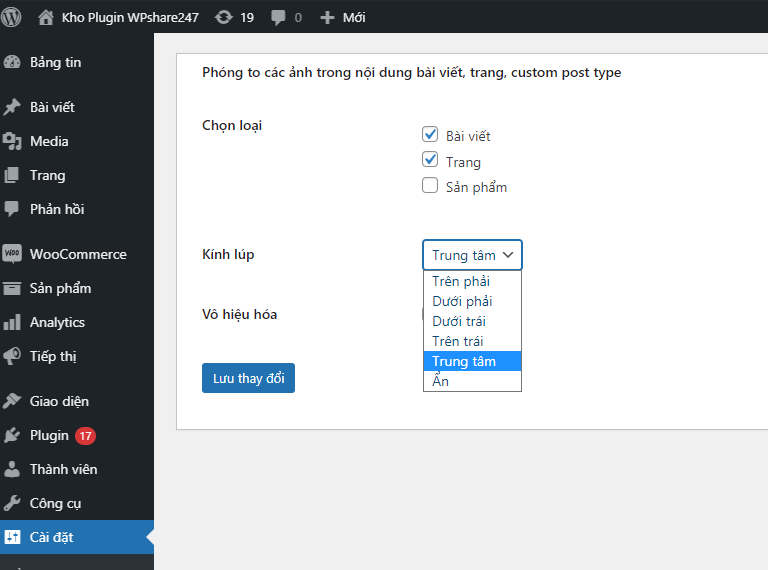 Kho Plugin WPshare247 19 0 Mới
Bảng tin
Bài viết
Media
Trang
Phản hồi
WooCommerce
Sản phẩm
Analytics
Tiếp thị
Giao diện
Plugin 17
Thành viên
Công cụ
Cài đặt
Phóng to các ảnh trong nội dung bài viết, trang, custom post type
Chọn loại
Bài viết
Trang
Sản phẩm
Kính lúp
Trung tâm
Trên phải
Dưới phải
Dưới trái
Trên trái
Trung tâm
Ẩn
Vô hiệu hóa
Lưu thay đổi